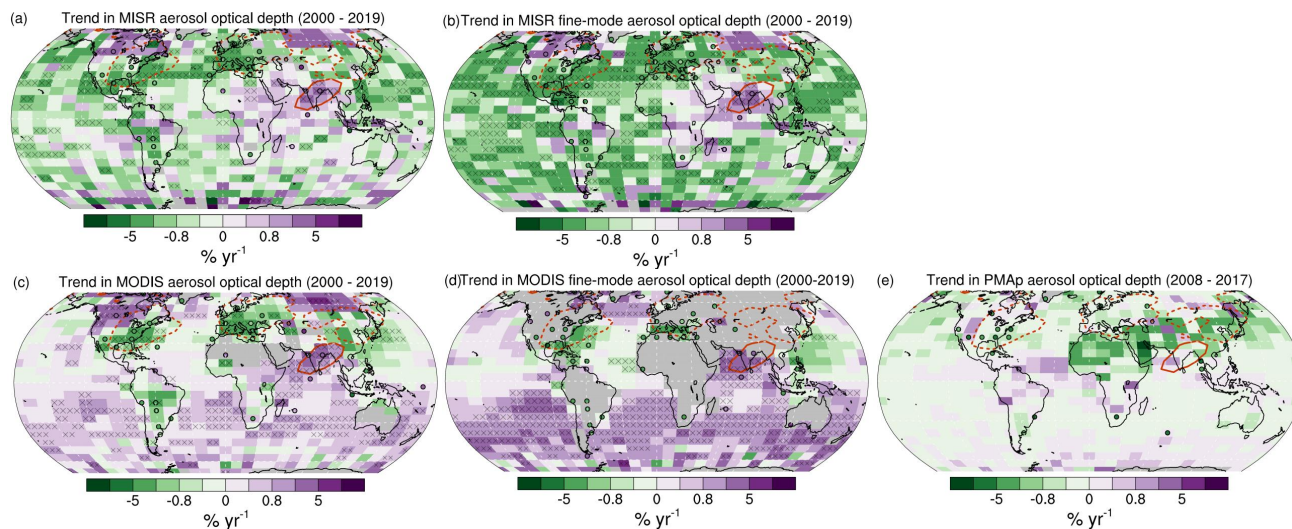 (a) Trend in MISR aerosol optical depth (2000 - 2019)
-5 -0.8 0 0.8 5
% yr-1
(b)Trend in MISR fine-mode aerosol optical depth (2000 - 2019)
-5 -0.8 0 0.8 5
% yr-1
(c) Trend in MODIS aerosol optical depth (2000 - 2019)
-5 -0.8 0 0.8 5
% yr-1
(d)Trend in MODIS fine-mode aerosol optical depth (2000-2019)
-5 -0.8 0 0.8 5
% yr-1
(e) Trend in PMAp aerosol optical depth (2008 - 2017)
-5 -0.8 0 0.8 5
% yr-1